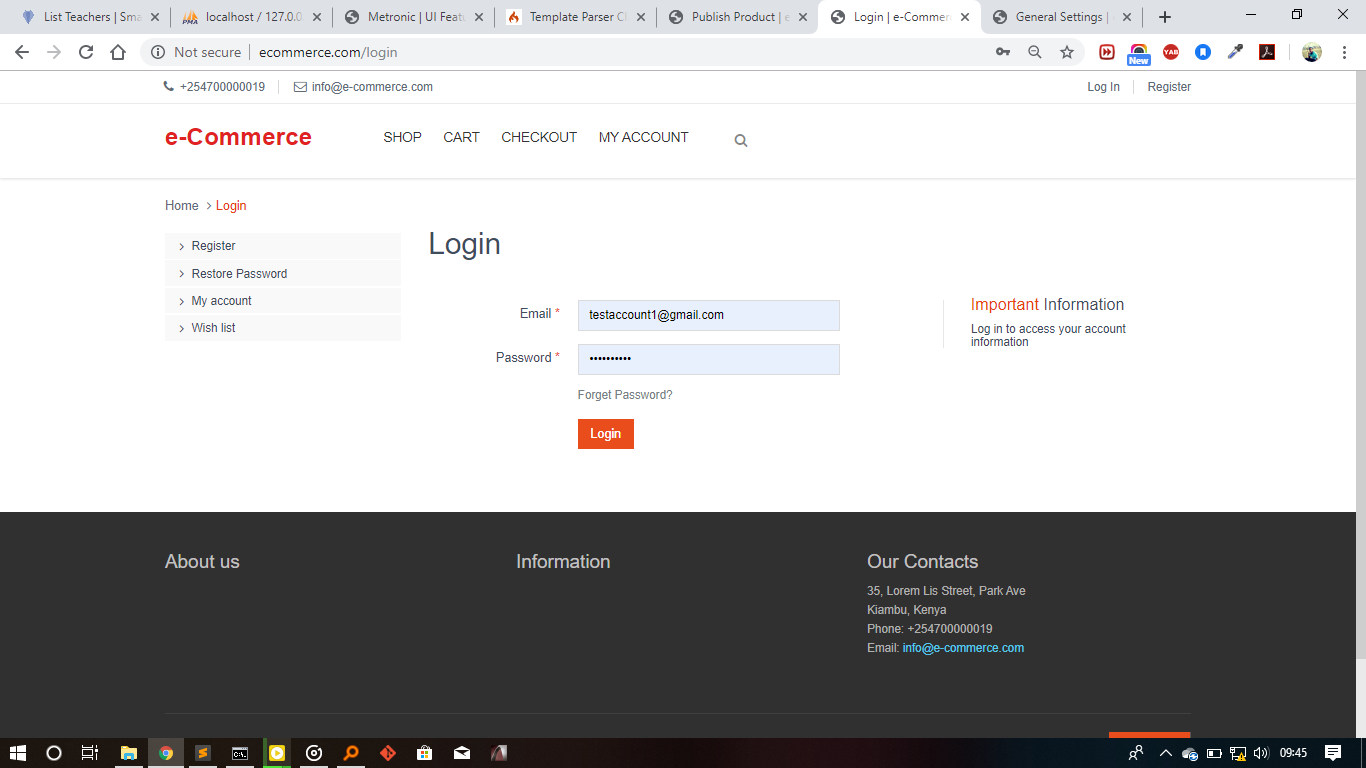 List Teachers | Sma
localhost / 127.0.0.
Metronic | UI Featu
Template Parser Cl
Publish Product | e
Login | e-Commer
General Settings |
Not secure
ecommerce.com/login
New
YAB
+254700000019
info@e-commerce.com
Log In
Register
e-Commerce
SHOP
CART
CHECKOUT
MY ACCOUNT
Home
Login
Register
Restore Password
My account
Wish list
Login
Email *
testaccount1@gmail.com
Password *
••••••••••
Forget Password?
Login
Important Information
Log in to access your account
information
About us
Information
Our Contacts
35, Lorem Lis Street, Park Ave
Kiambu, Kenya
Phone: +254700000019
Email: info@e-commerce.com
09:45